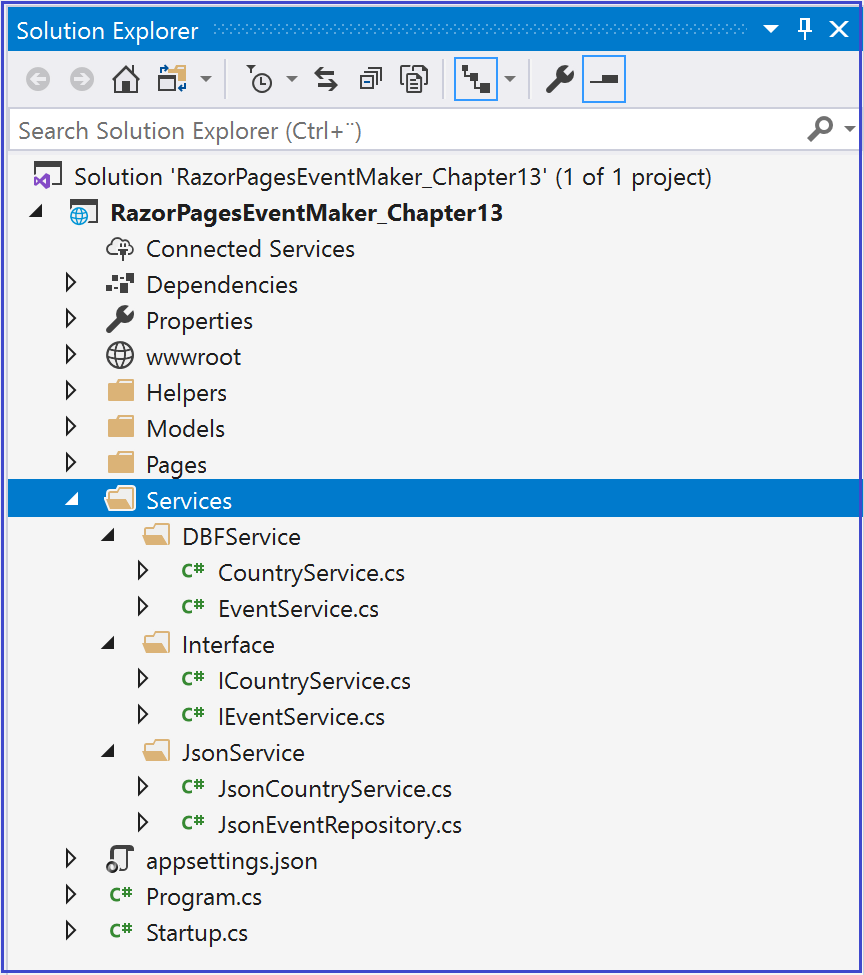 Solution Explorer
Search Solution Explorer (Ctrl+¨)
Solution 'RazorPagesEventMaker_Chapter13' (1 of 1 project)
RazorPagesEventMaker_Chapter13
Connected Services
Dependencies
Properties
wwwroot
Helpers
Models
Pages
Services
DBFService
C# CountryService.cs
C# EventService.cs
Interface
C# ICountryService.cs
C# IEventService.cs
JsonService
C# JsonCountryService.cs
C# JsonEventRepository.cs
appsettings.json
C# Program.cs
C# Startup.cs